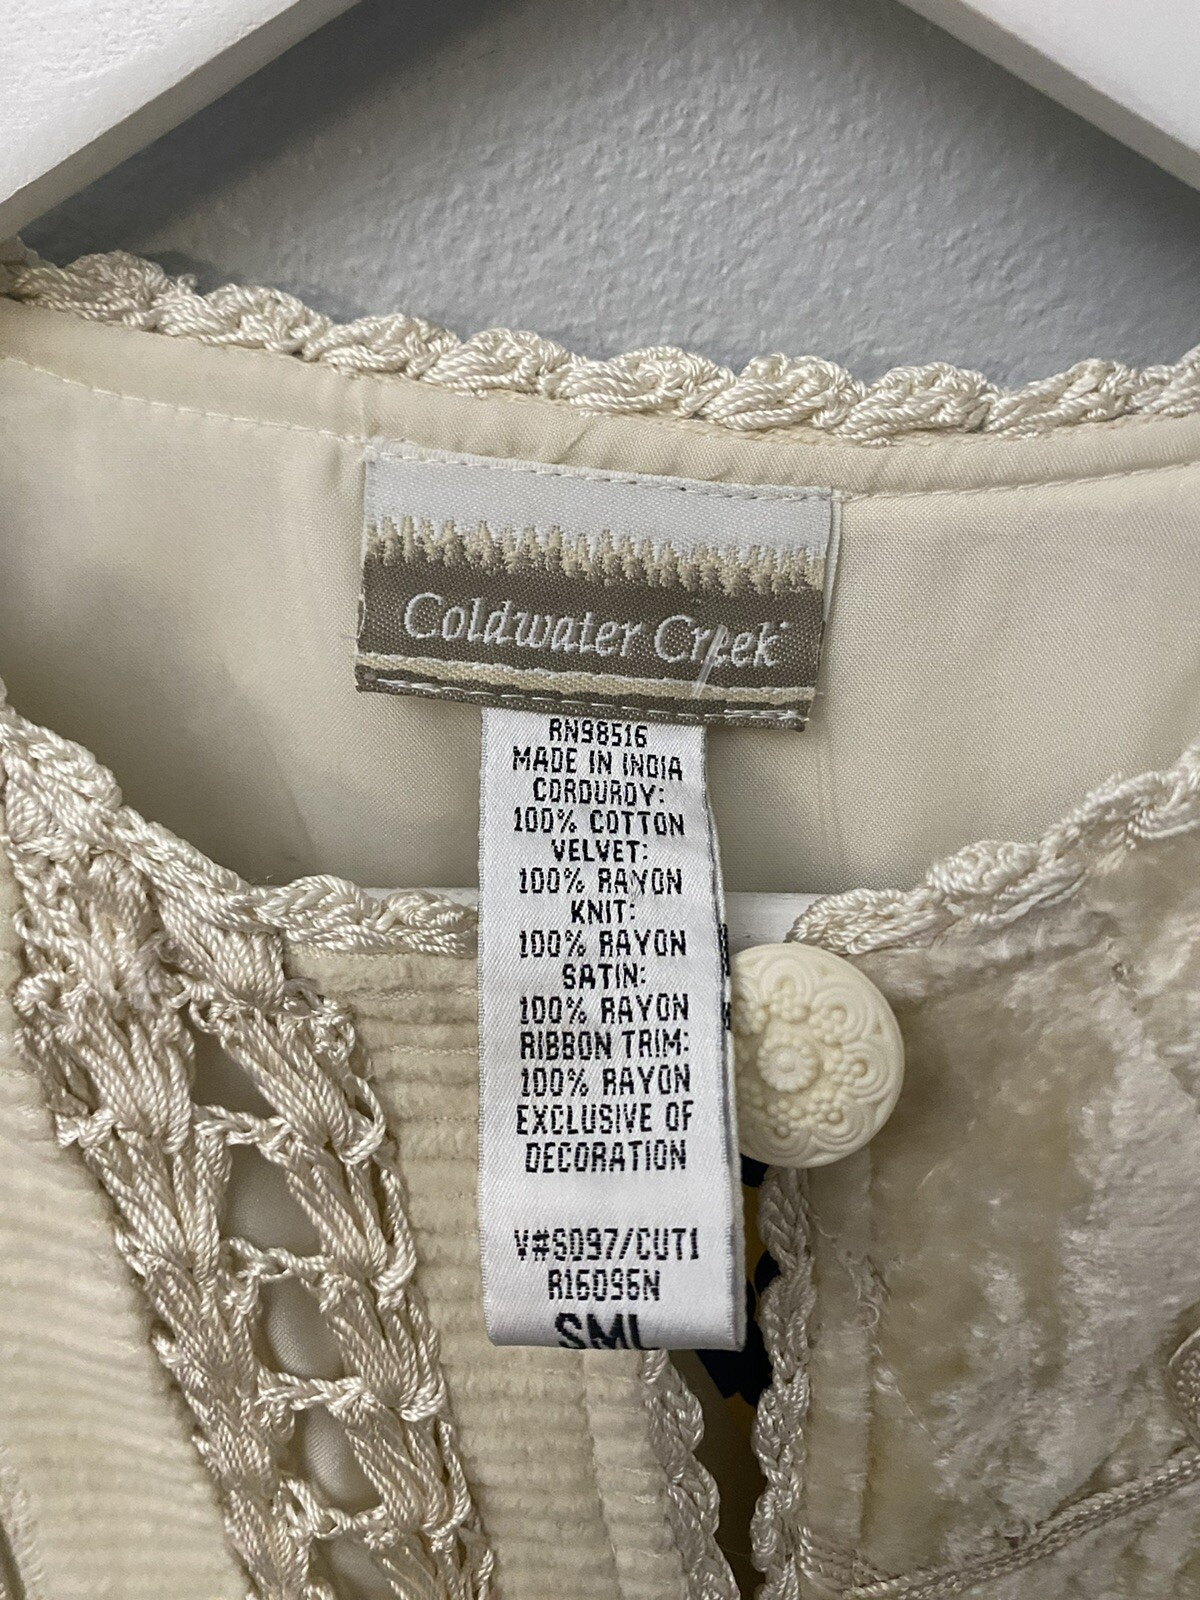 Coldwater Creek
RN98516
MADE IN INDIA
CORDUROY:
100% COTTON
VELVET:
100% RAYON
KNIT:
100% RAYON
SATIN:
100% RAYON
RIBBON TRIM:
100% RAYON
EXCLUSIVE OF
DECORATION
V#6097/CUT1
R16096N
SML